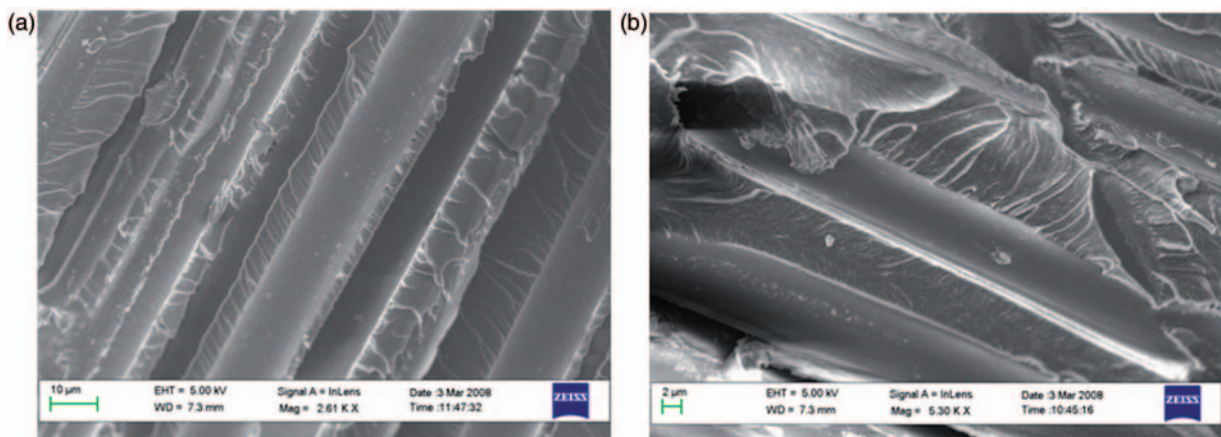 (a)
10 µm
EHT = 5.00 kV
WD = 7.3 mm
Signal A = InLens
Mag = 2.61 K X
Date :3 Mar 2008
Time :11:47:32
ZEISS
(b)
2 µm
EHT = 5.00 kV
WD = 7.3 mm
Signal A = InLens
Mag = 5.30 K X
Date :3 Mar 2008
Time :10:45:16
ZEISS